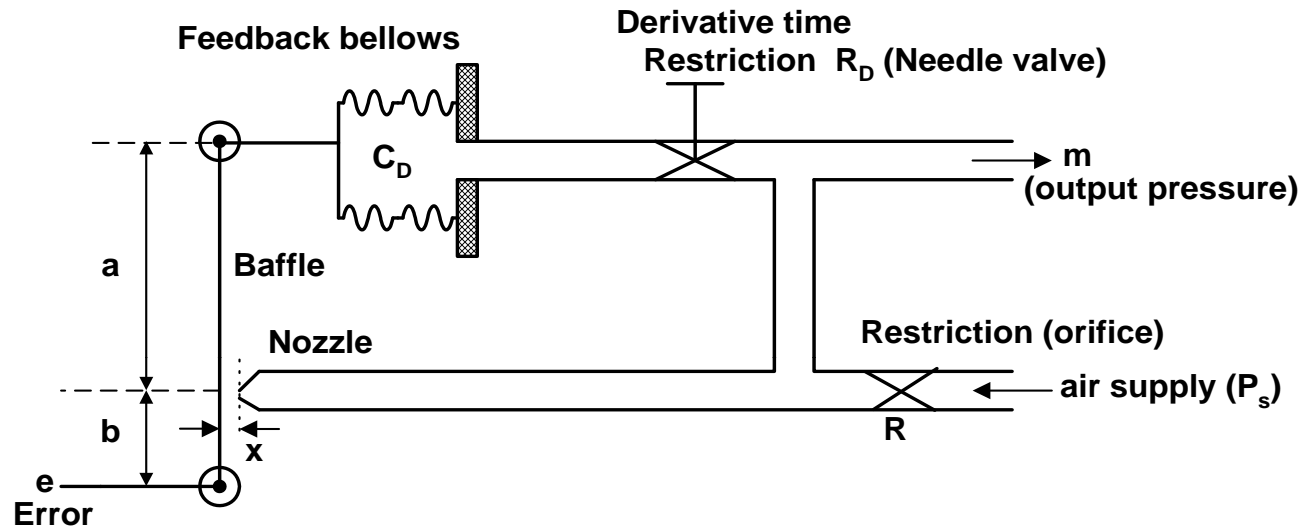 Derivative time
Feedback bellows
Restriction R_D (Needle valve)
C_D
m
(output pressure)
a
Baffle
Nozzle
Restriction (orifice)
air supply (P_s)
b
x
R
e
Error